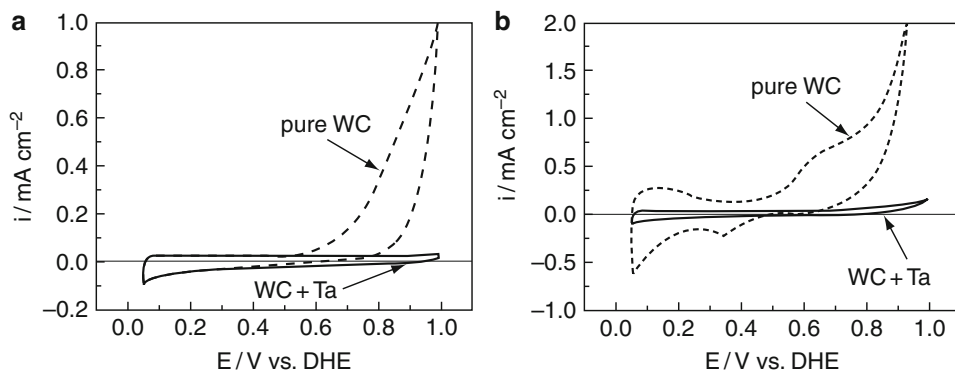 a
1.0
0.8
0.6
0.4
0.2
0.0
−0.2
i / mA cm⁻²
pure WC
WC + Ta
0.0 0.2 0.4 0.6 0.8 1.0
E / V vs. DHE
b
2.0
1.5
1.0
0.5
0.0
−0.5
−1.0
i / mA cm⁻²
pure WC
WC + Ta
0.0 0.2 0.4 0.6 0.8 1.0
E / V vs. DHE